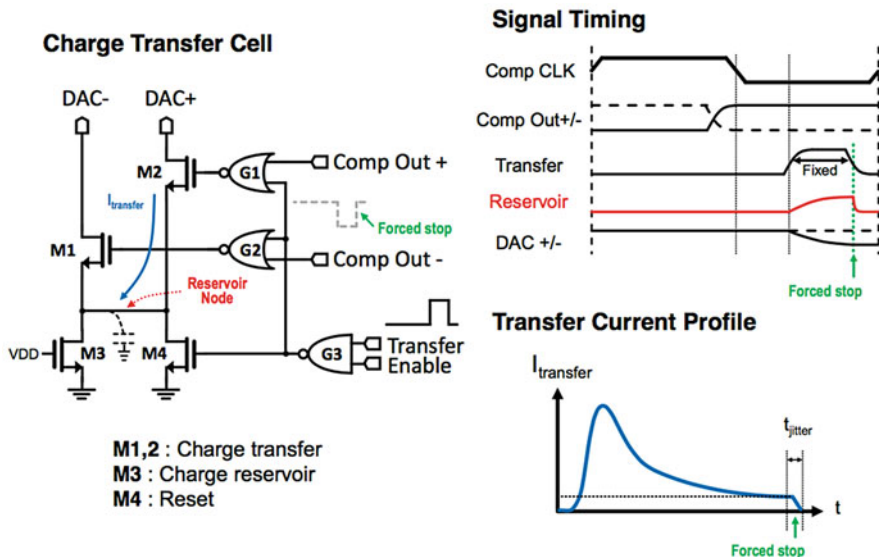 Charge Transfer Cell
DAC-
DAC+
M2
G1
Comp Out +
Forced stop
Itransfer
M1
G2
Comp Out -
Reservoir
Node
VDD
M3
M4
G3
Transfer
Enable
M1,2 : Charge transfer
M3 : Charge reservoir
M4 : Reset
Signal Timing
Comp CLK
Comp Out+/-
Transfer
Fixed
Reservoir
DAC +/-
Forced stop
Transfer Current Profile
Itransfer
tjitter
t
Forced stop